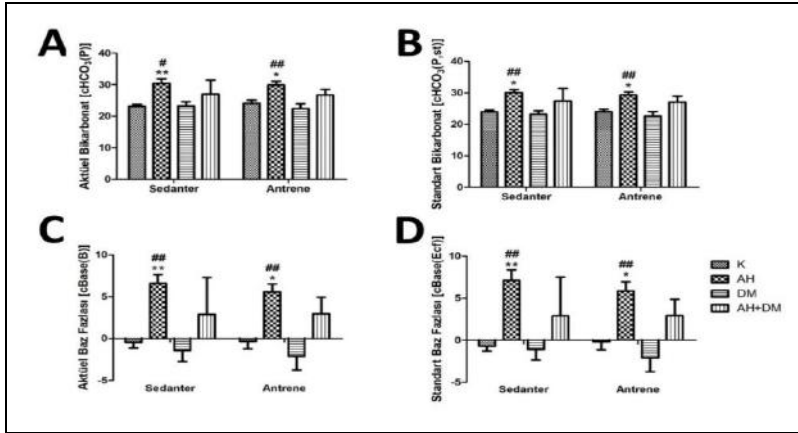 A
Aktüel Bikarbonat [cHCO₃(P)]
40
30
20
10
0
#
**
##
*
Sedanter
Antrene
B
Standart Bikarbonat [cHCO₃(P,st)]
40
30
20
10
0
##
*
##
*
Sedanter
Antrene
C
Aktüel Baz Fazlası [cBase(B)]
10
5
0
-5
##
**
##
*
Sedanter
Antrene
D
Standart Baz Fazlası [cBase(Ecf)]
10
5
0
-5
##
**
##
*
Sedanter
Antrene
K
AH
DM
AH+DM